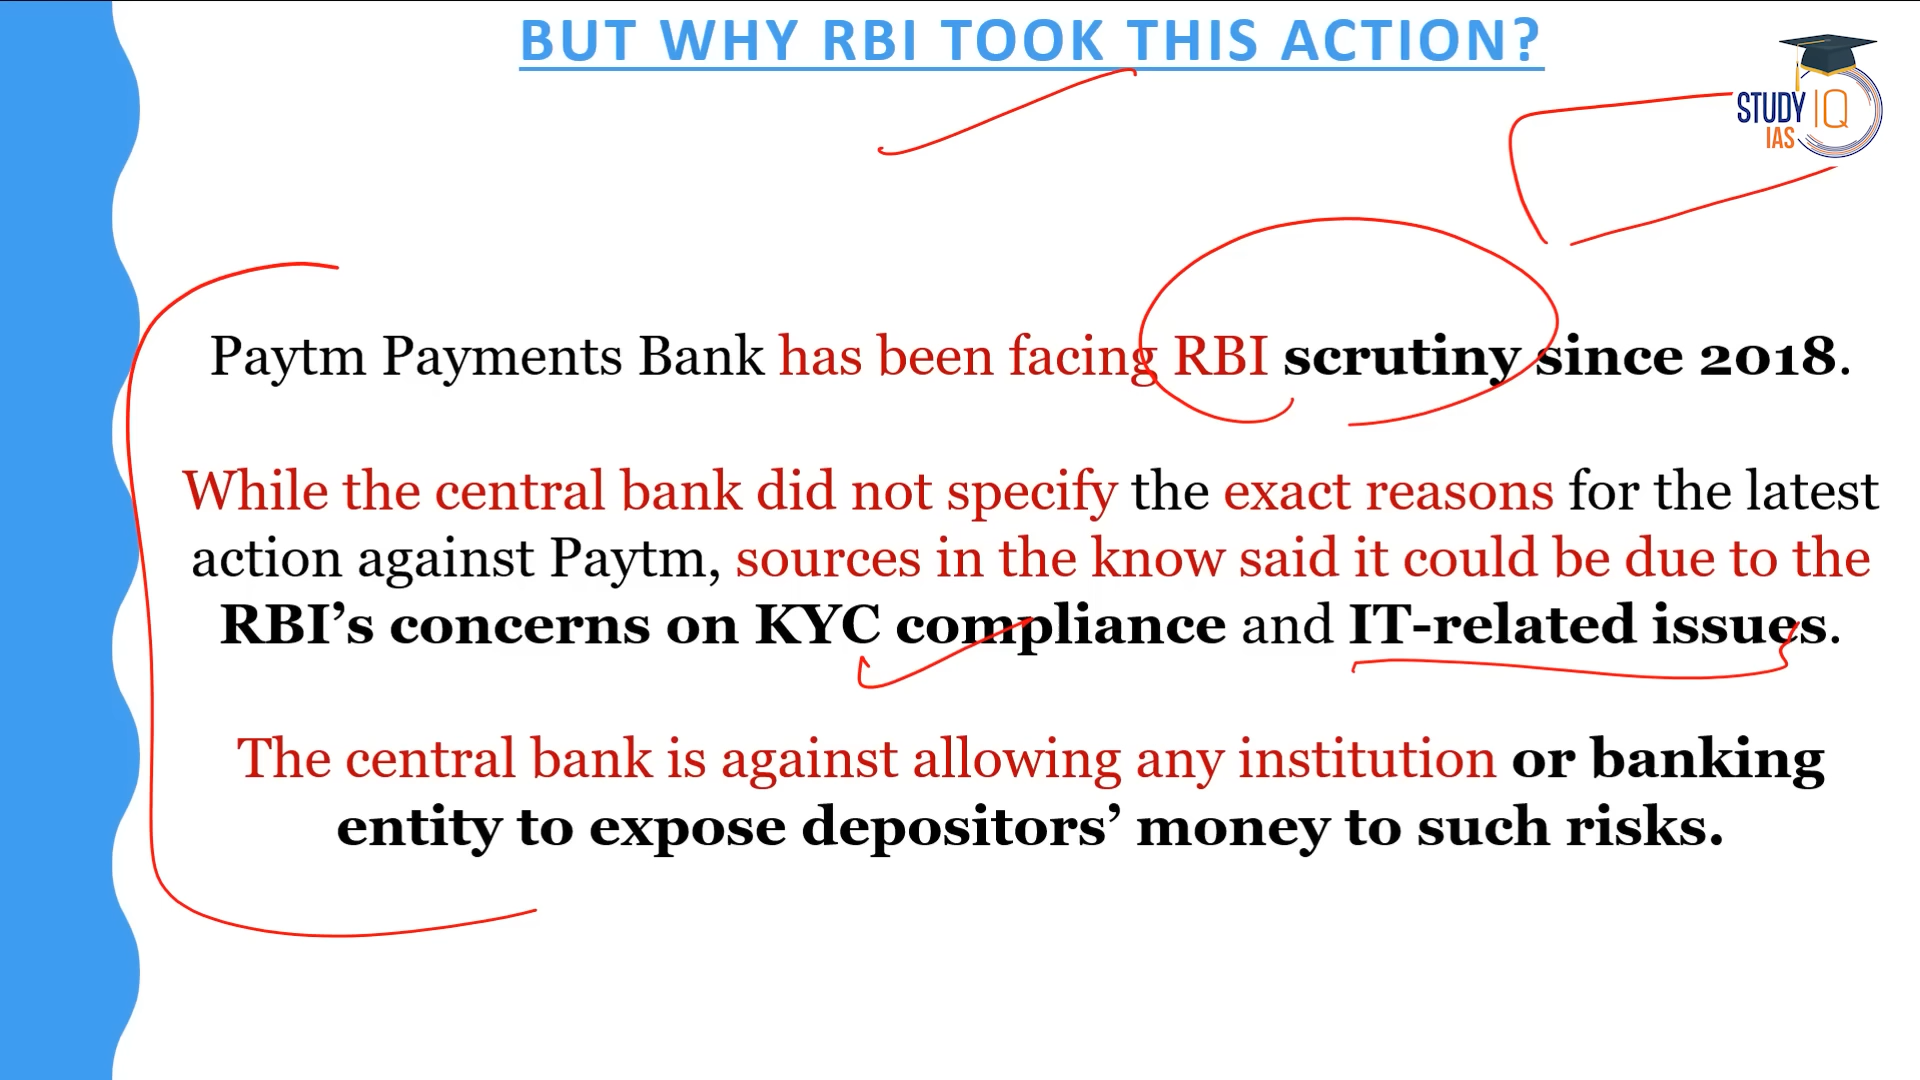 BUT WHY RBI TOOK THIS ACTION?
STUDY IQ
IAS
Paytm Payments Bank has been facing RBI scrutiny since 2018.
While the central bank did not specify the exact reasons for the latest
action against Paytm, sources in the know said it could be due to the
RBI’s concerns on KYC compliance and IT-related issues.
The central bank is against allowing any institution or banking
entity to expose depositors’ money to such risks.